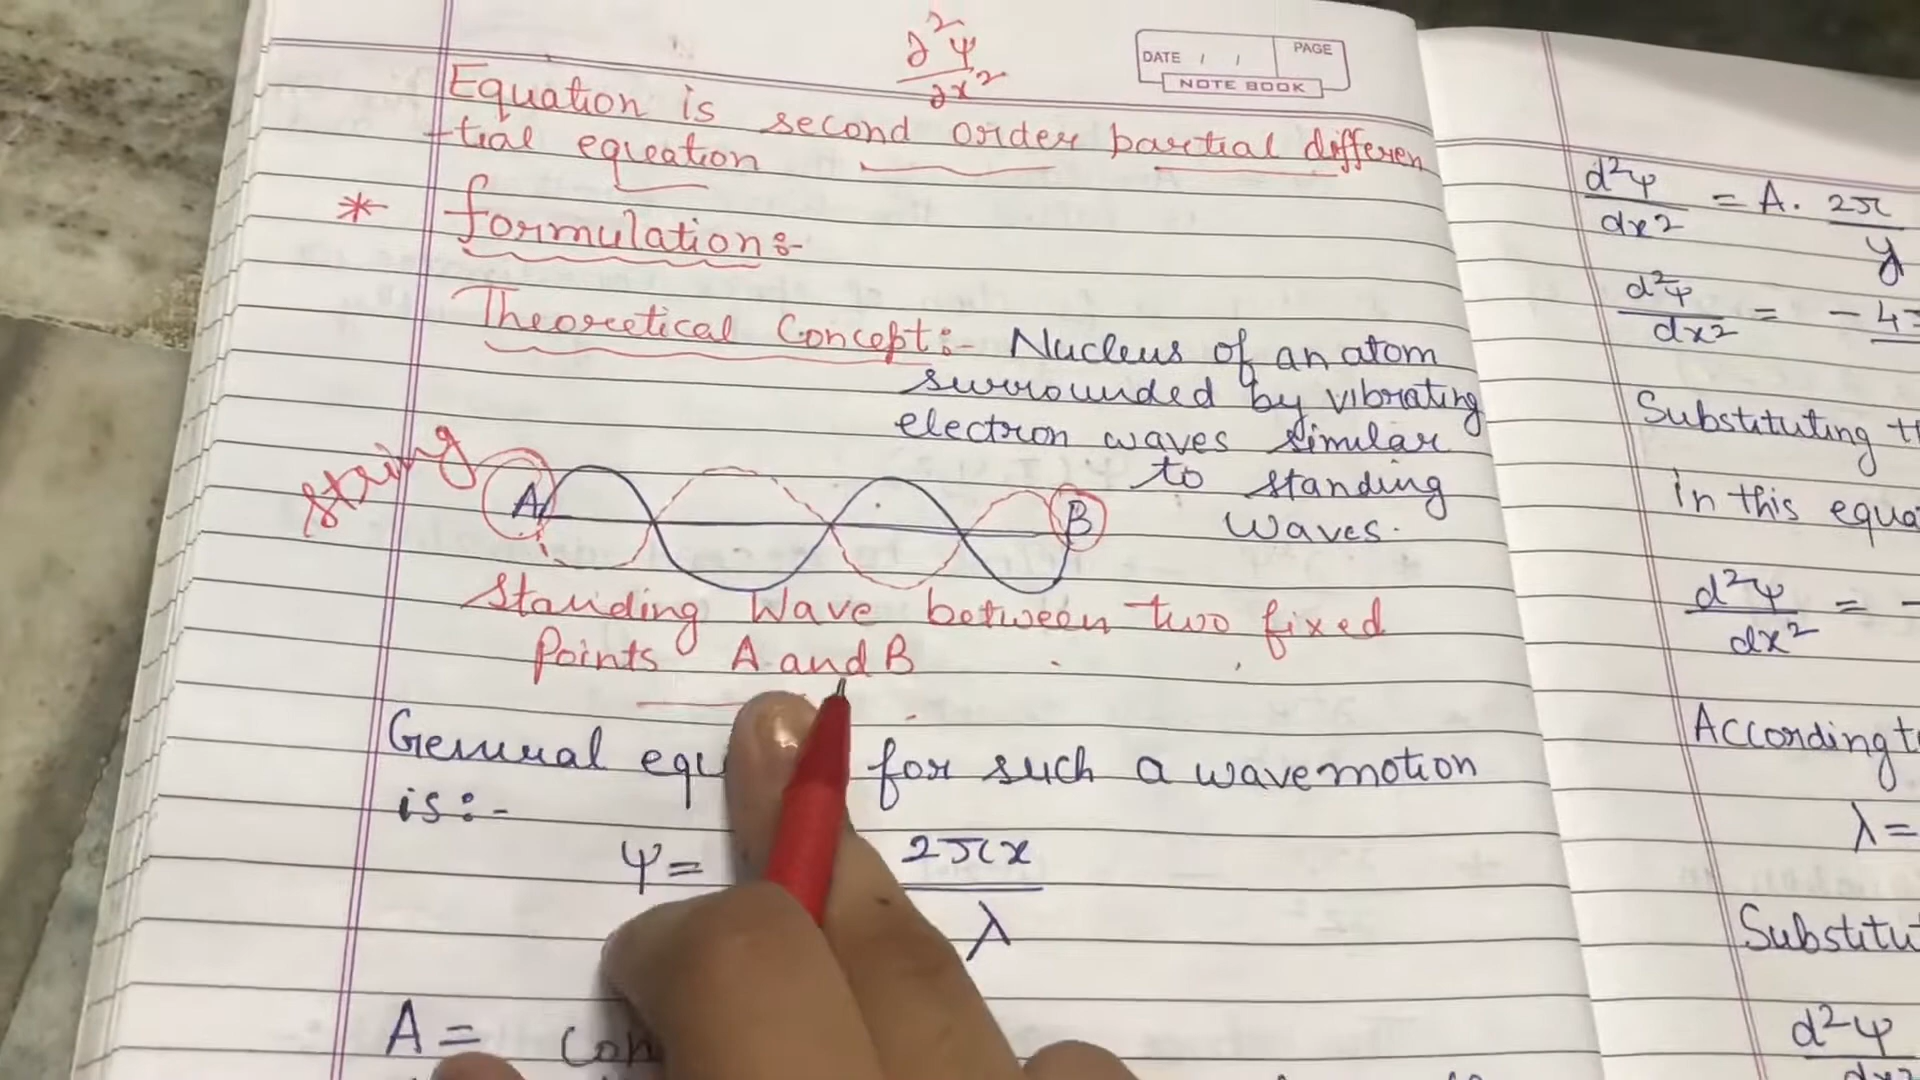 ∂²ψ
∂x²
DATE / / PAGE
NOTE BOOK
Equation is second order partial differen
-tial equation
* formulation:-
Theoretical Concept:- Nucleus of an atom
surrounded by vibrating
electron waves similar
to standing
waves.
string
A B
Standing Wave between two fixed
Points A and B
General for such a wave motion
is:-
ψ= 2πx
λ
A =
d²ψ = A. 2π
dx2 y
d²ψ = - 4
dx2
Substituting
in this
d²ψ = -
dx²
According
λ=
d²ψ